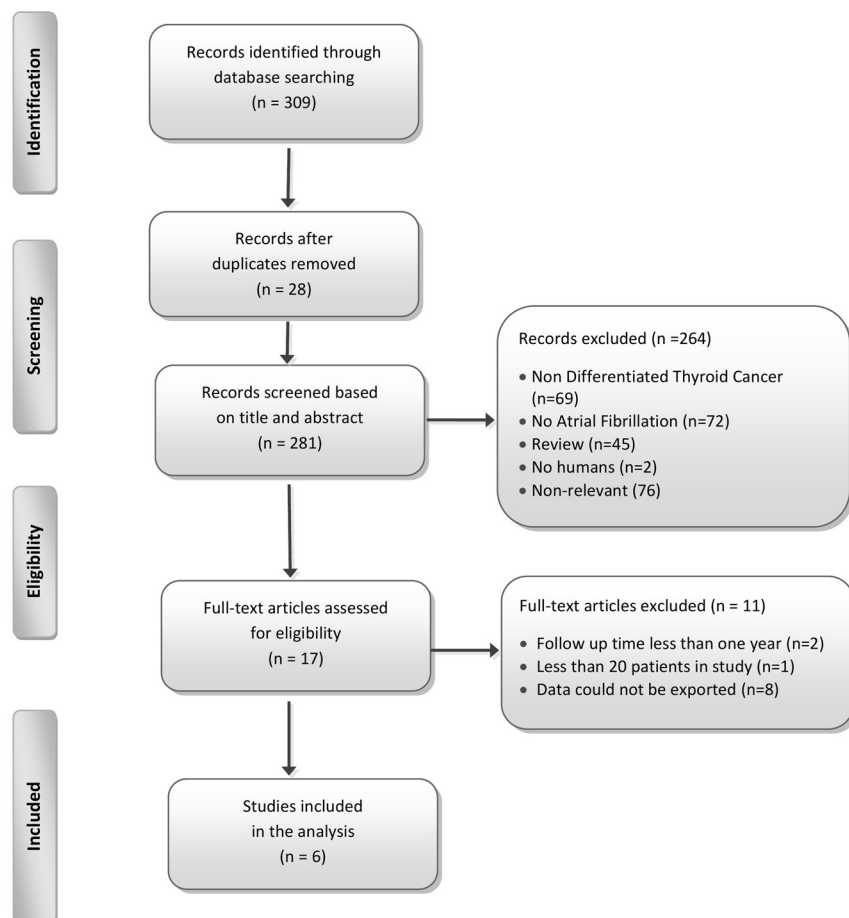 Identification
Records identified through
database searching
(n = 309)
Records after
duplicates removed
(n = 28)
Screening
Records screened based
on title and abstract
(n = 281)
Records excluded (n =264)
• Non Differentiated Thyroid Cancer
(n=69)
• No Atrial Fibrillation (n=72)
• Review (n=45)
• No humans (n=2)
• Non-relevant (76)
Eligibility
Full-text articles assessed
for eligibility
(n = 17)
Full-text articles excluded (n = 11)
• Follow up time less than one year (n=2)
• Less than 20 patients in study (n=1)
• Data could not be exported (n=8)
Included
Studies included
in the analysis
(n = 6)